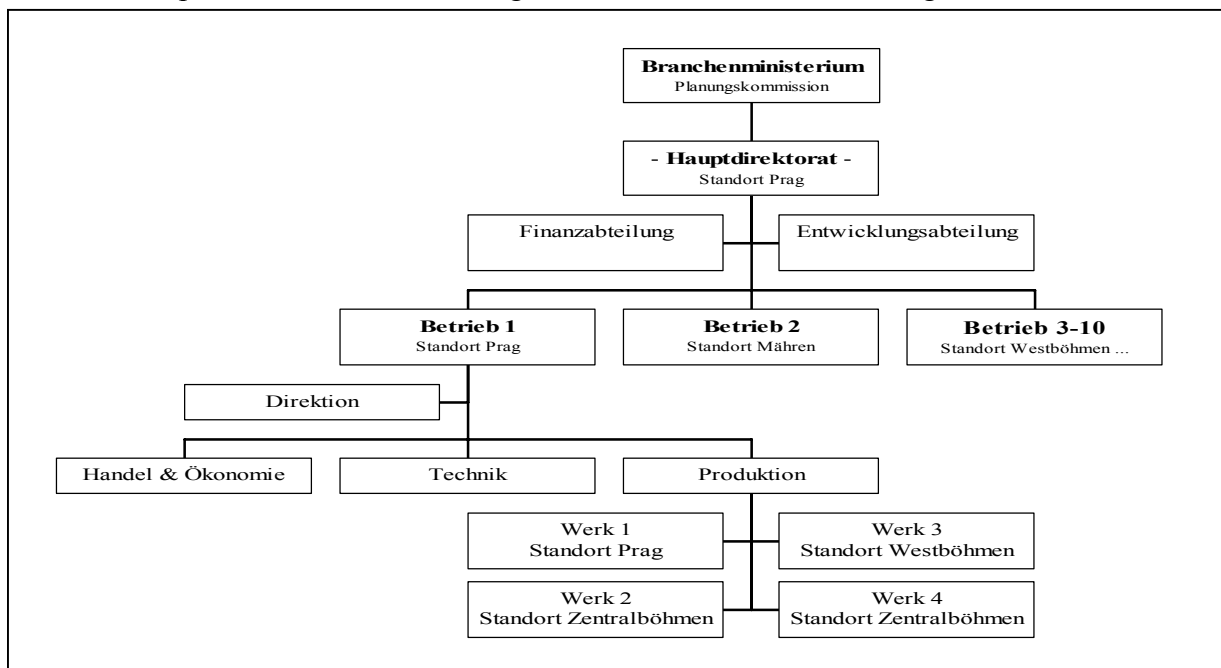 Branchenministerium
Planungskommission
- Hauptdirektorat -
Standort Prag
Finanzabteilung
Entwicklungsabteilung
Betrieb 1
Standort Prag
Betrieb 2
Standort Mähren
Betrieb 3-10
Standort Westböhmen ...
Direktion
Handel & Ökonomie
Technik
Produktion
Werk 1
Standort Prag
Werk 3
Standort Westböhmen
Werk 2
Standort Zentralböhmen
Werk 4
Standort Zentralböhmen